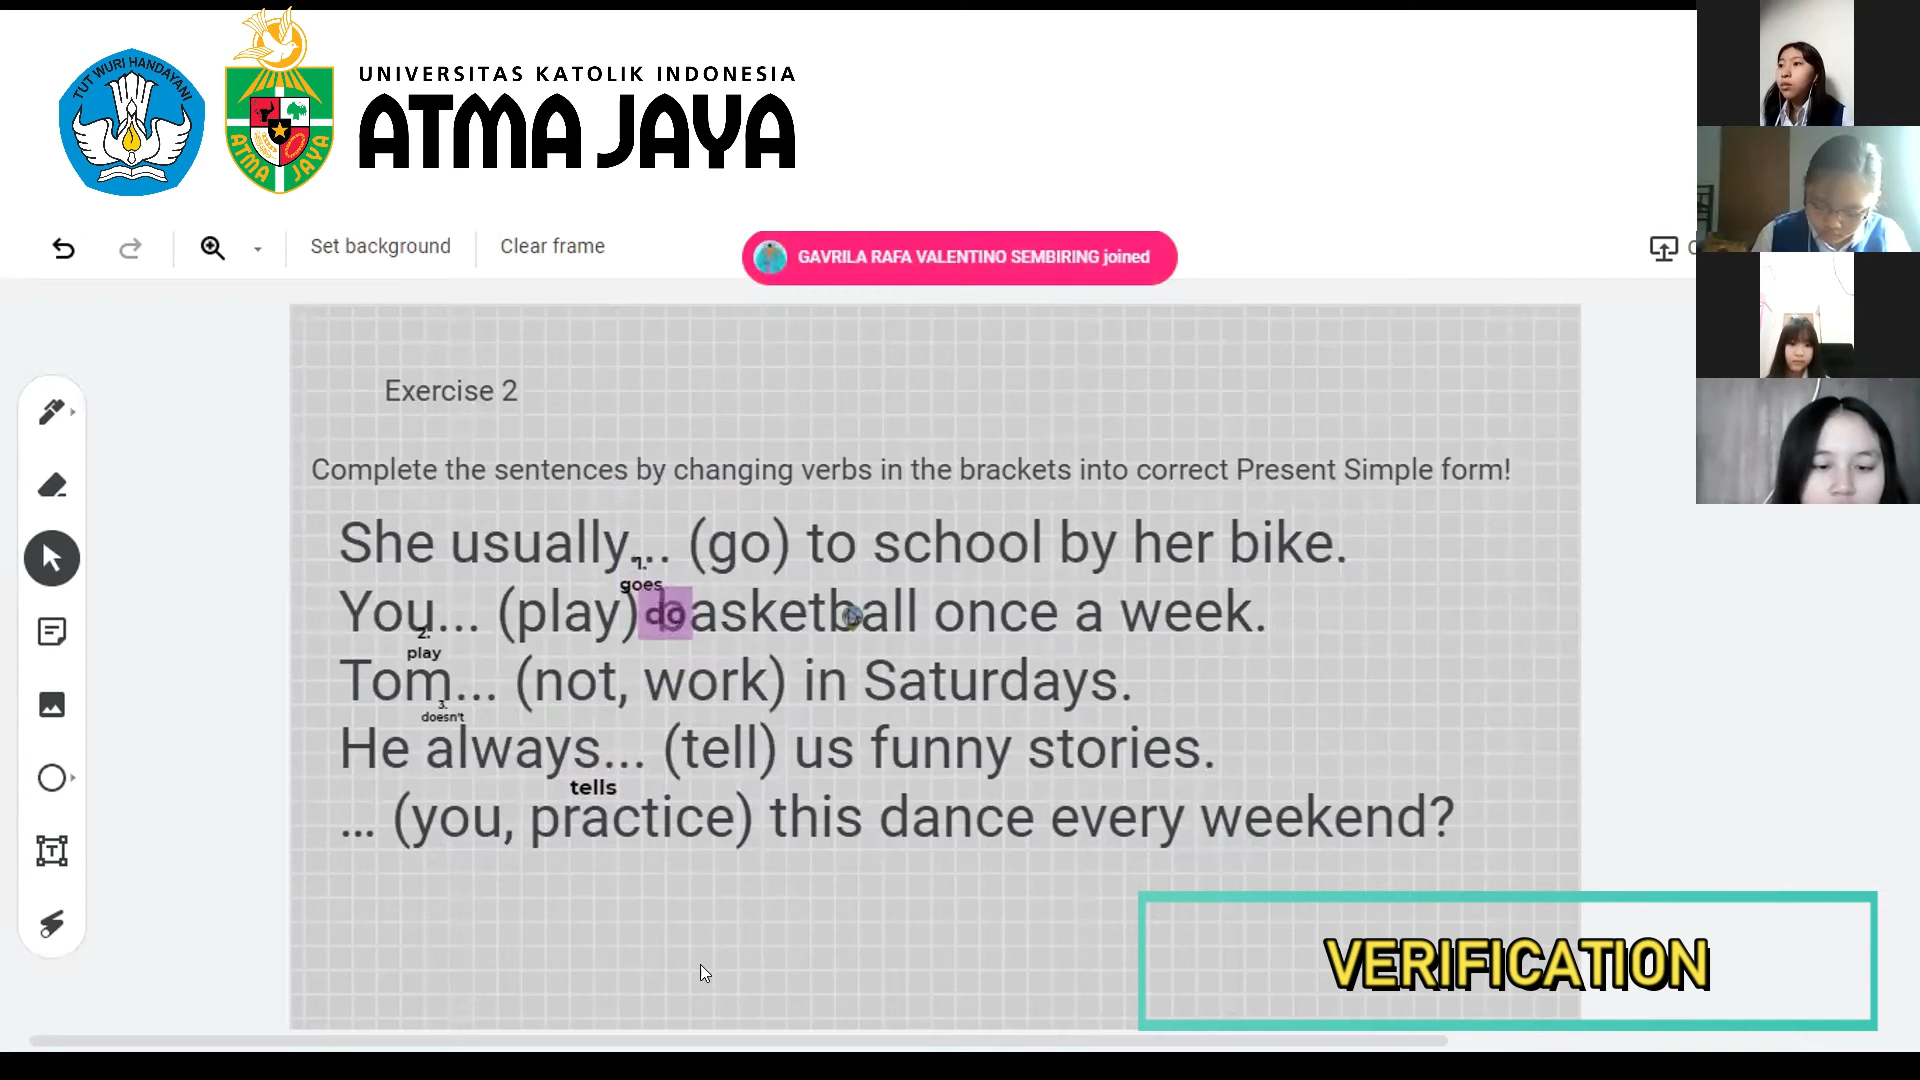 TUT WURI HANDAYANI
ATMA JAYA
UNIVERSITAS KATOLIK INDONESIA
ATMA JAYA
Set background
Clear frame
GAVRILA RAFA VALENTINO SEMBIRING joined
Exercise 2
Complete the sentences by changing verbs in the brackets into correct Present Simple form!
She usually... (go) to school by her bike.
1.
goes
You... (play) basketball once a week.
do
2.
play
Tom... (not, work) in Saturdays.
3.
doesn't
He always... (tell) us funny stories.
tells
... (you, practice) this dance every weekend?
VERIFICATION